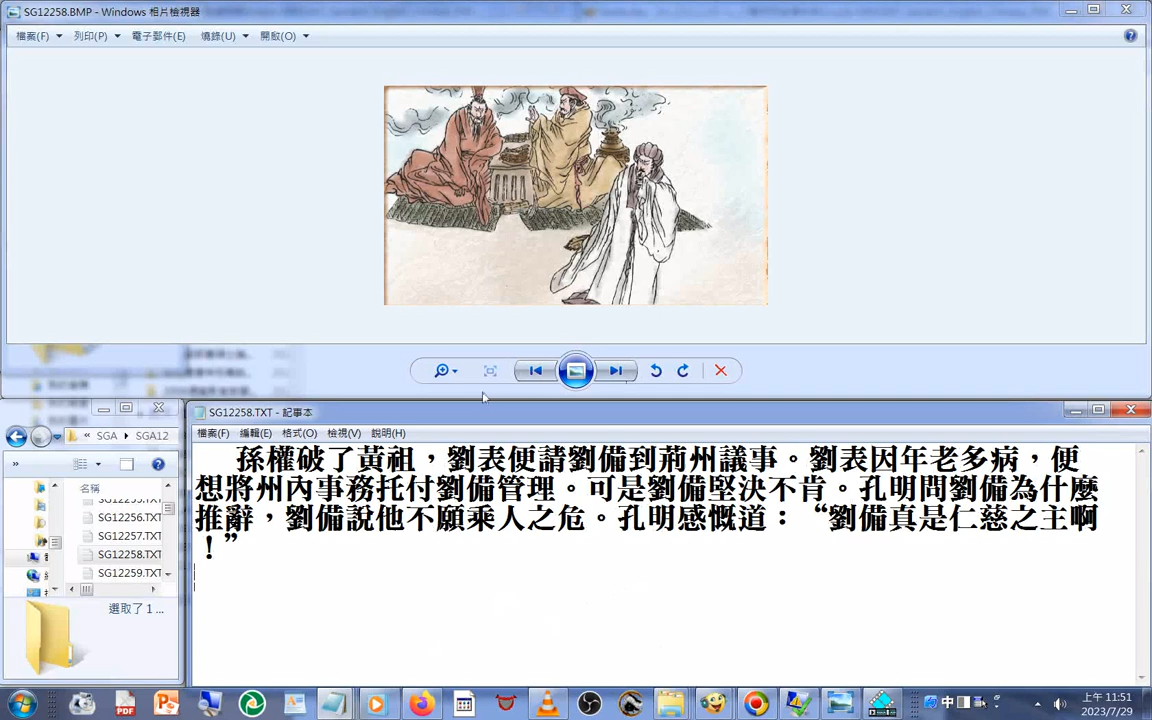 SG12258.BMP - Windows 相片檢視器
檔案(F) 列印(P) 電子郵件(E) 燒錄(U) 開啟(O)
SG12258.TXT - 記事本
« SGA SGA12
檔案(F) 編輯(E) 格式(O) 檢視(V) 說明(H)
»
名稱
SG12256.TXT
SG12257.TXT
SG12258.TXT
SG12259.TXT
選取了 1 ...
孫權破了黃祖，劉表便請劉備到荊州議事。劉表因年老多病，便
想將州內事務托付劉備管理。可是劉備堅決不肯。孔明問劉備為什麼
推辭，劉備說他不願乘人之危。孔明感慨道：“劉備真是仁慈之主啊
！”
PDF
中
上午 11:51
2023/7/29